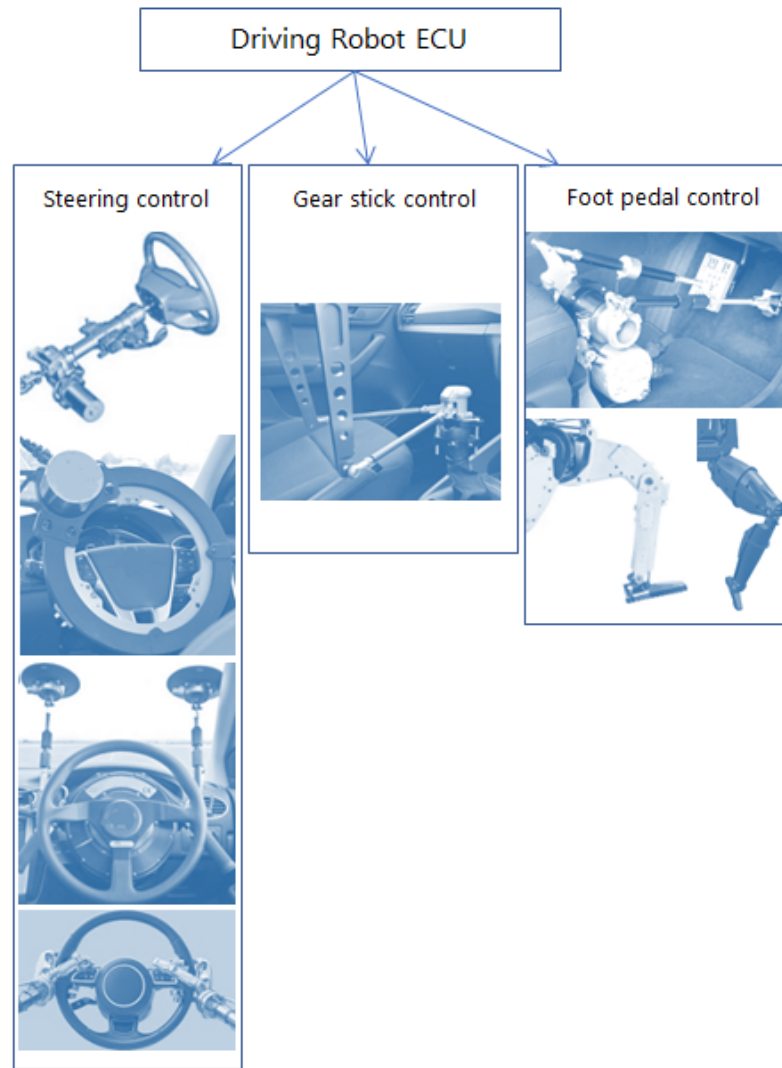 Driving Robot ECU
Steering control
Gear stick control
Foot pedal control